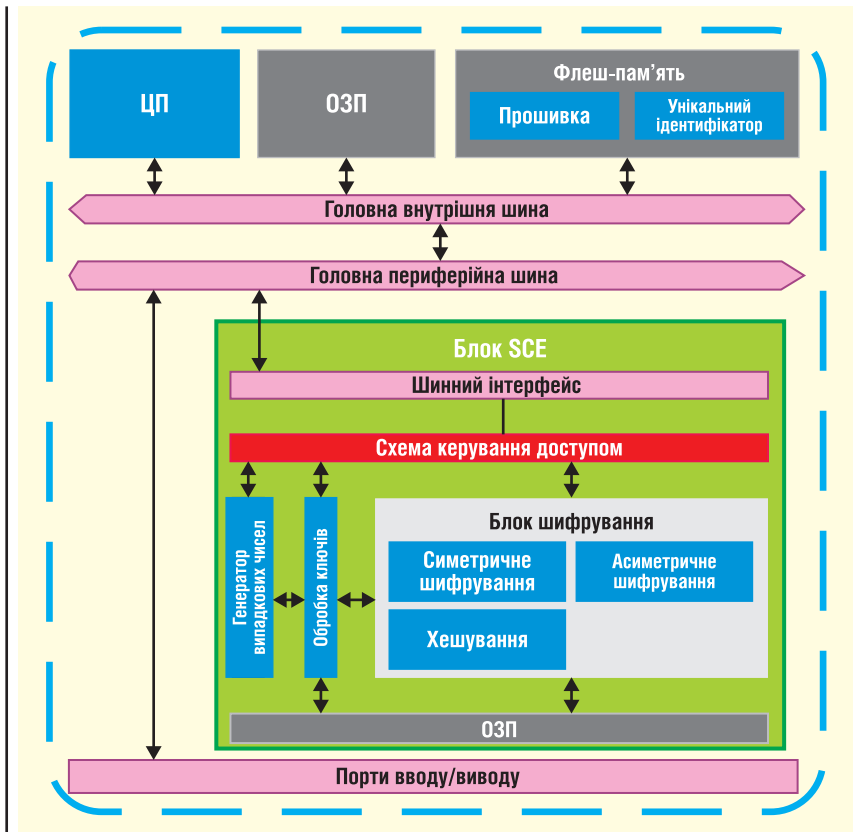 ЦП
ОЗП
Флеш-пам’ять
Прошивка
Унікальний
ідентифікатор
Головна внутрішня шина
Головна периферійна шина
Блок SCE
Шинний інтерфейс
Схема керування доступом
Генератор
випадкових чисел
Обробка ключів
Блок шифрування
Симетричне
шифрування
Асиметричне
шифрування
Хешування
ОЗП
Порти вводу/виводу